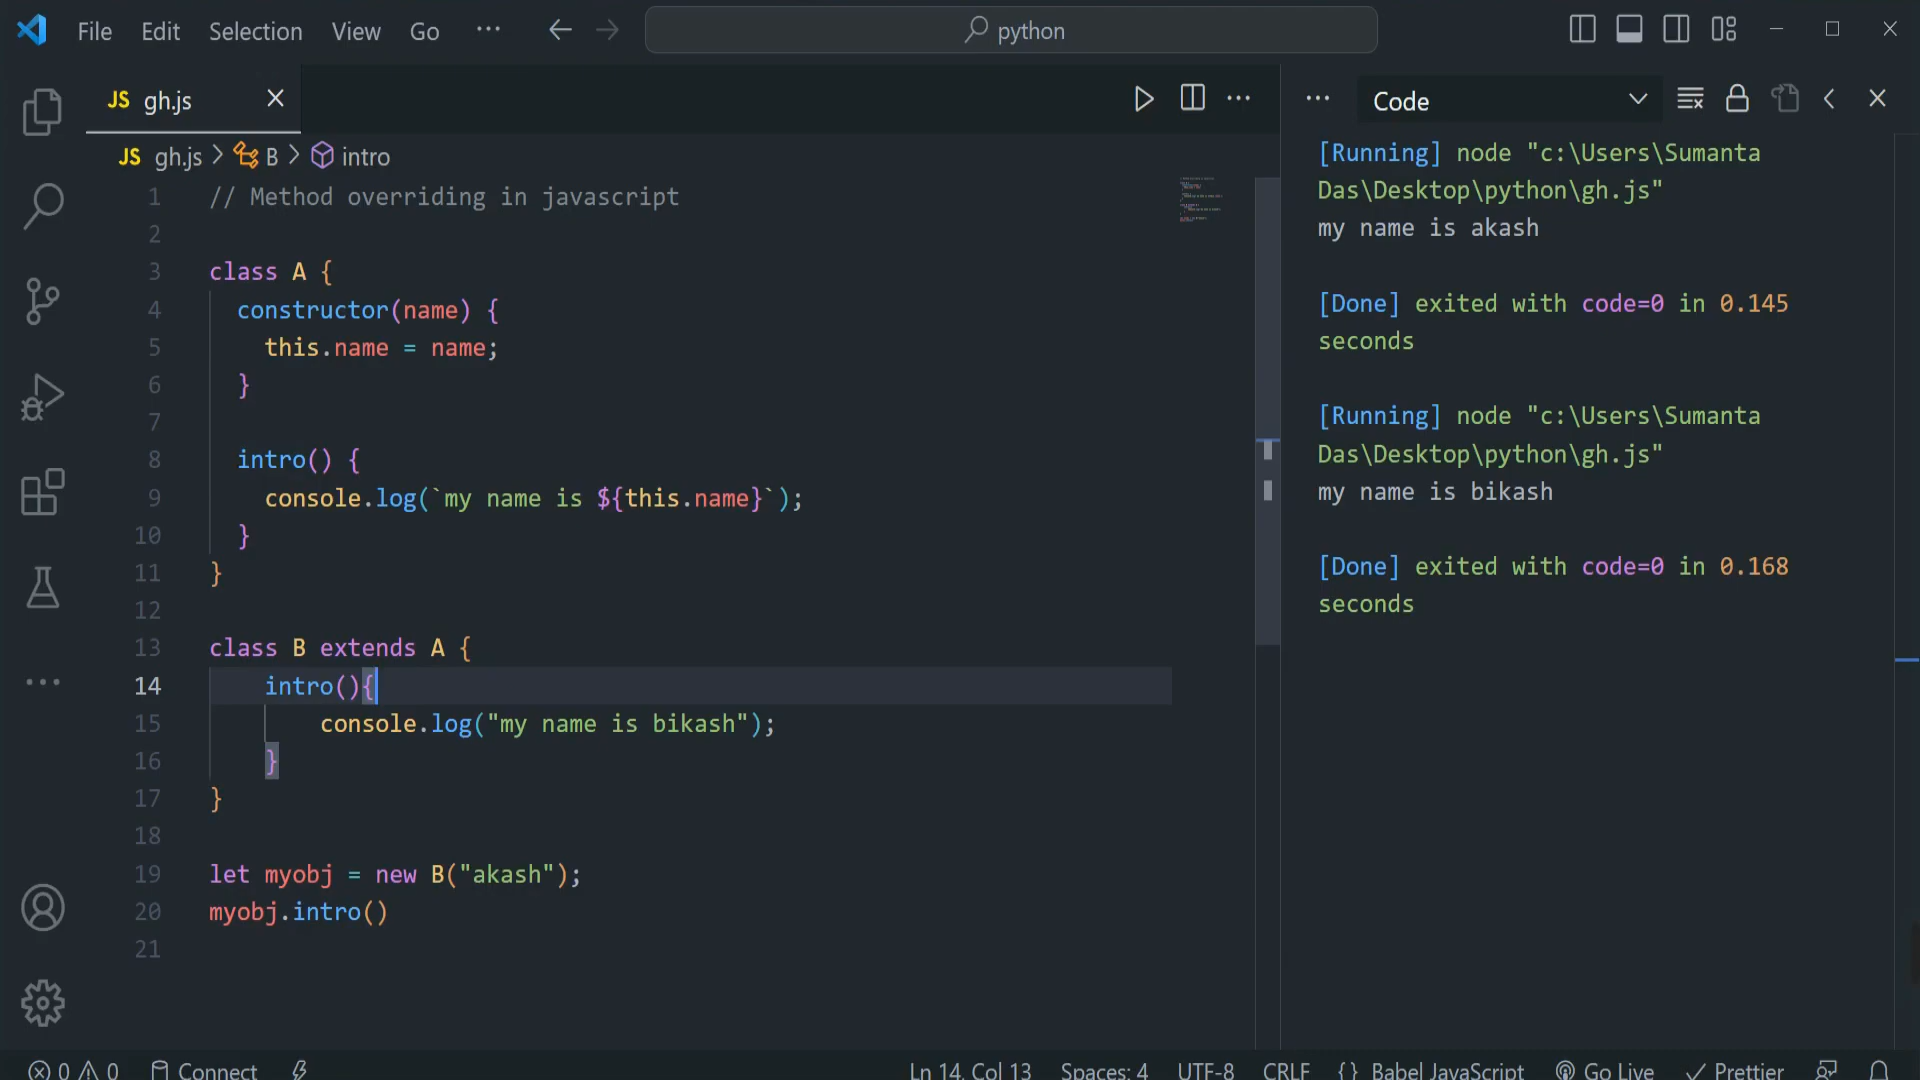 File Edit Selection View Go ··· python
JS gh.js
JS gh.js > B > intro
1 // Method overriding in javascript
2
3 class A {
4   constructor(name) {
5     this.name = name;
6   }
7
8   intro() {
9     console.log(`my name is ${this.name}`);
10   }
11 }
12
13 class B extends A {
14     intro(){
15         console.log("my name is bikash");
16     }
17 }
18
19 let myobj = new B("akash");
20 myobj.intro()
21
··· Code
[Running] node "c:\Users\Sumanta
Das\Desktop\python\gh.js"
my name is akash
[Done] exited with code=0 in 0.145
seconds
[Running] node "c:\Users\Sumanta
Das\Desktop\python\gh.js"
my name is bikash
[Done] exited with code=0 in 0.168
seconds
0 0 Connect Ln 14, Col 13 Spaces: 4 UTF-8 CRLF {} Babel JavaScript Go Live Prettier